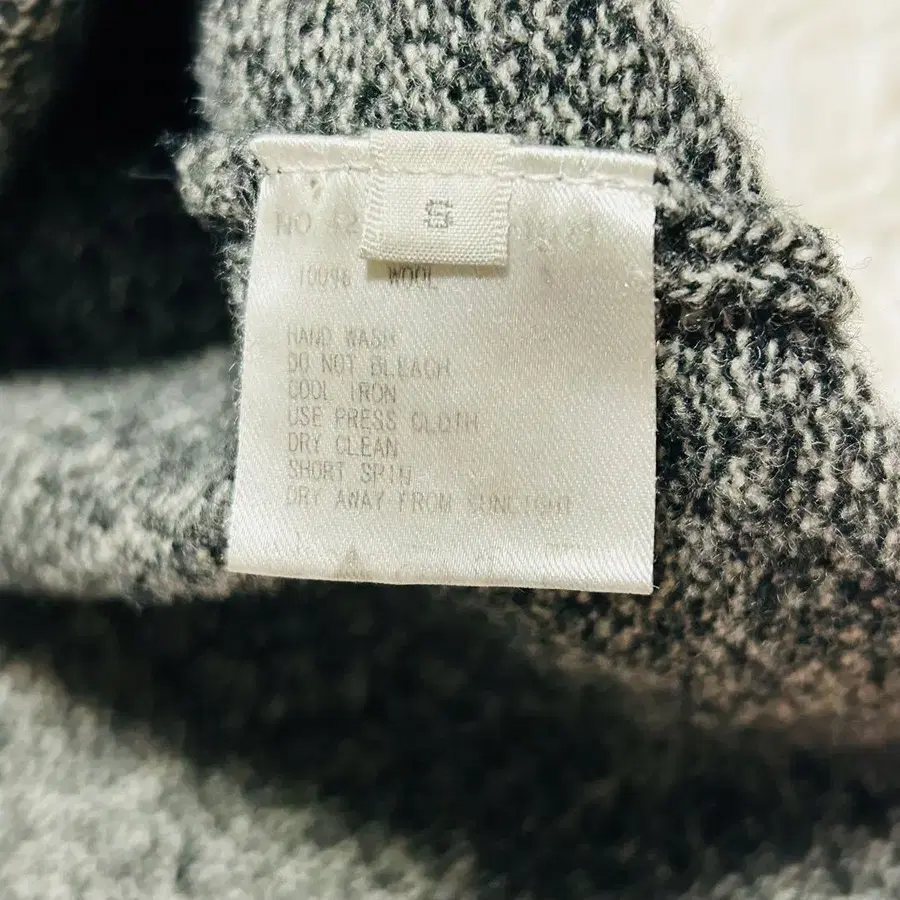 S
NO
100% WOOL
HAND WASH
DO NOT BLEACH
COOL IRON
USE PRESS CLOTH
DRY CLEAN
SHORT SPIN
DRY AWAY FROM SUNLIGHT